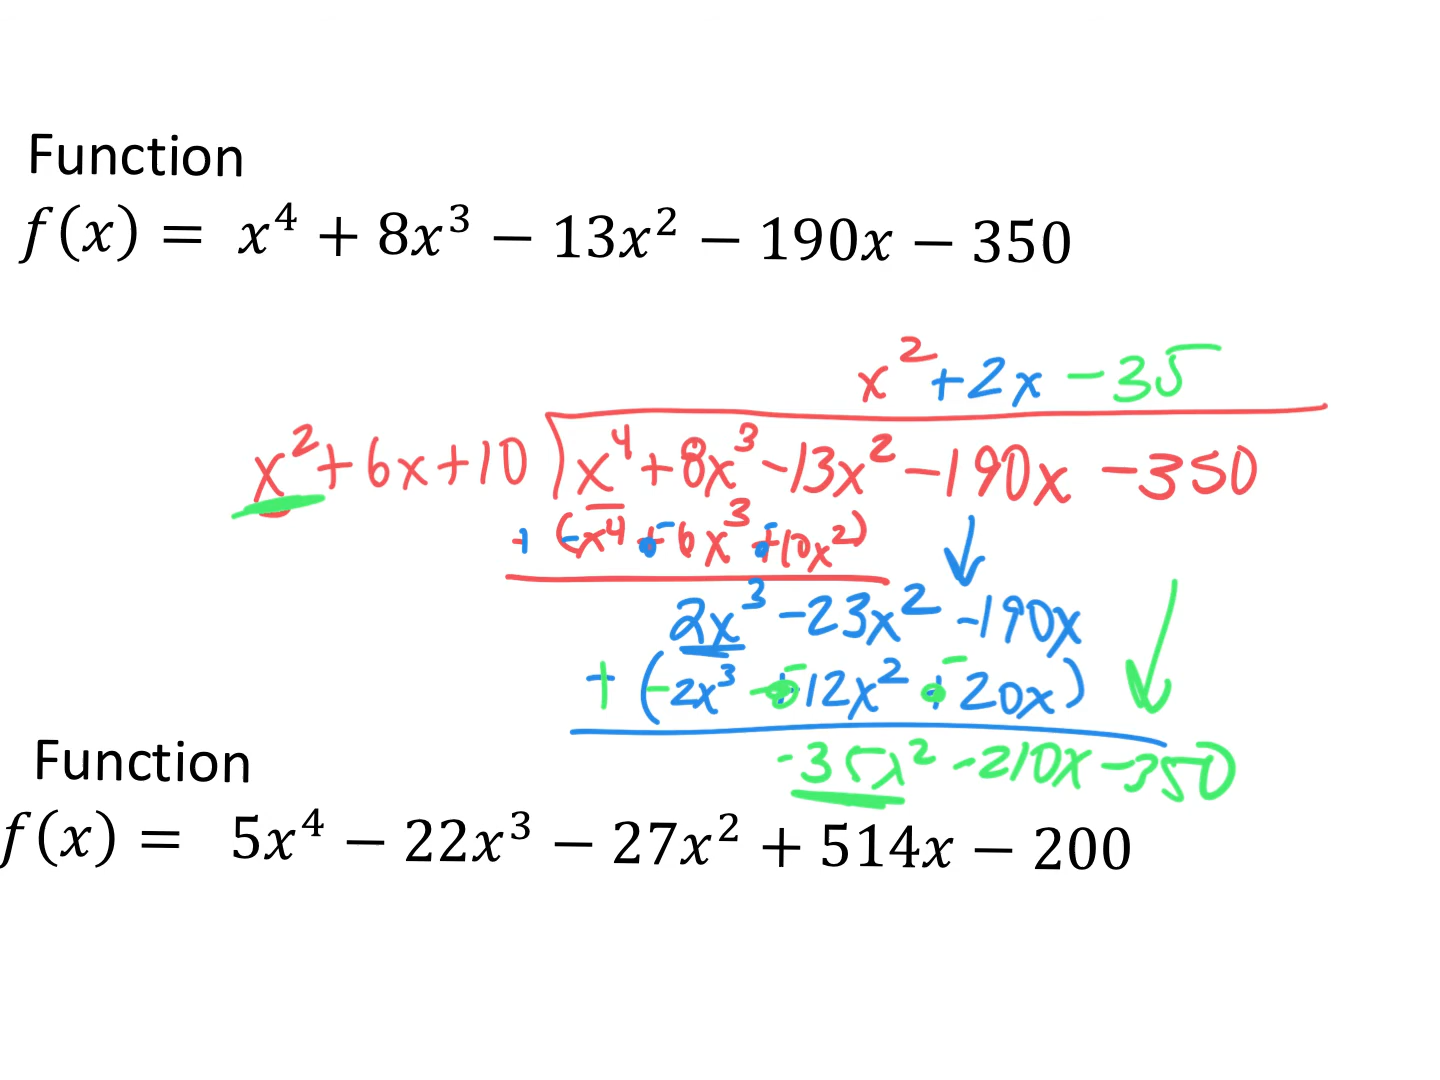 Function
f(x) = x⁴ + 8x³ − 13x² − 190x − 350
x² + 2x − 35
x² + 6x + 10 ) x⁴ + 8x³ − 13x² − 190x − 350
+ (− x⁴ − 6x³ − 10x²)
2x³ − 23x² − 190x
+ (− 2x³ − 12x² − 20x)
−35x² − 210x − 350
Function
f(x) = 5x⁴ − 22x³ − 27x² + 514x − 200